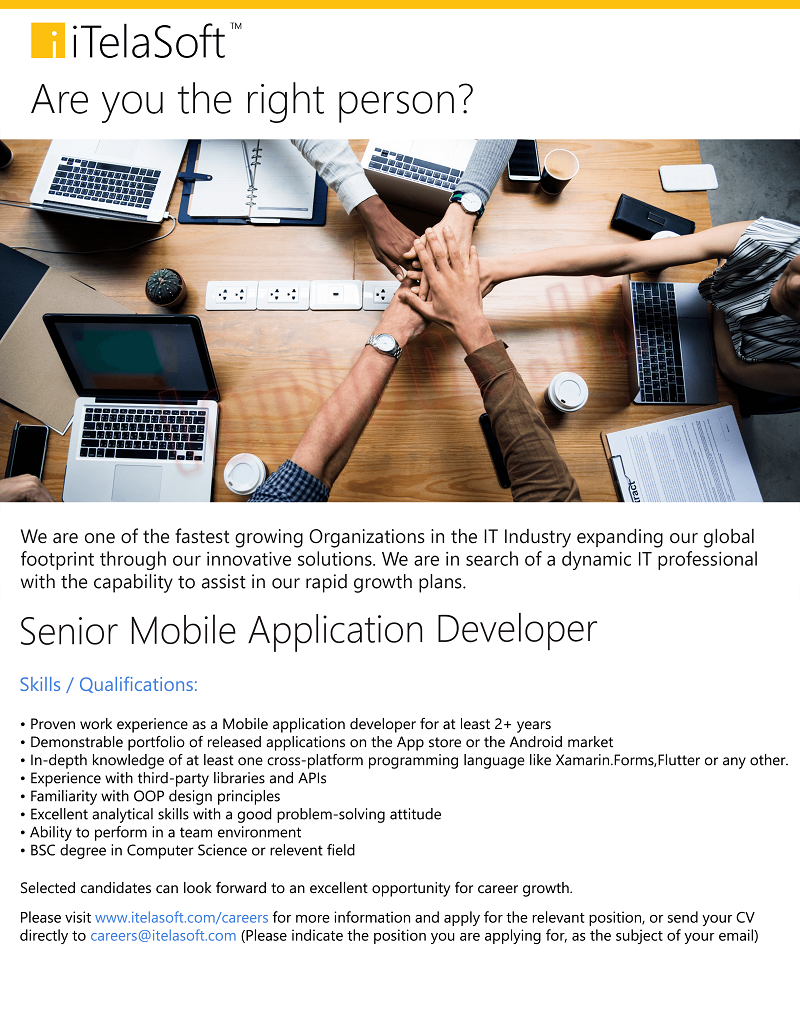 iTelaSoft™
Are you the right person?
We are one of the fastest growing Organizations in the IT Industry expanding our global
footprint through our innovative solutions. We are in search of a dynamic IT professional
with the capability to assist in our rapid growth plans.
Senior Mobile Application Developer
Skills / Qualifications:
• Proven work experience as a Mobile application developer for at least 2+ years
• Demonstrable portfolio of released applications on the App store or the Android market
• In-depth knowledge of at least one cross-platform programming language like Xamarin.Forms,Flutter or any other.
• Experience with third-party libraries and APIs
• Familiarity with OOP design principles
• Excellent analytical skills with a good problem-solving attitude
• Ability to perform in a team environment
• BSC degree in Computer Science or relevent field
Selected candidates can look forward to an excellent opportunity for career growth.
Please visit www.itelasoft.com/careers for more information and apply for the relevant position, or send your CV
directly to careers@itelasoft.com (Please indicate the position you are applying for, as the subject of your email)